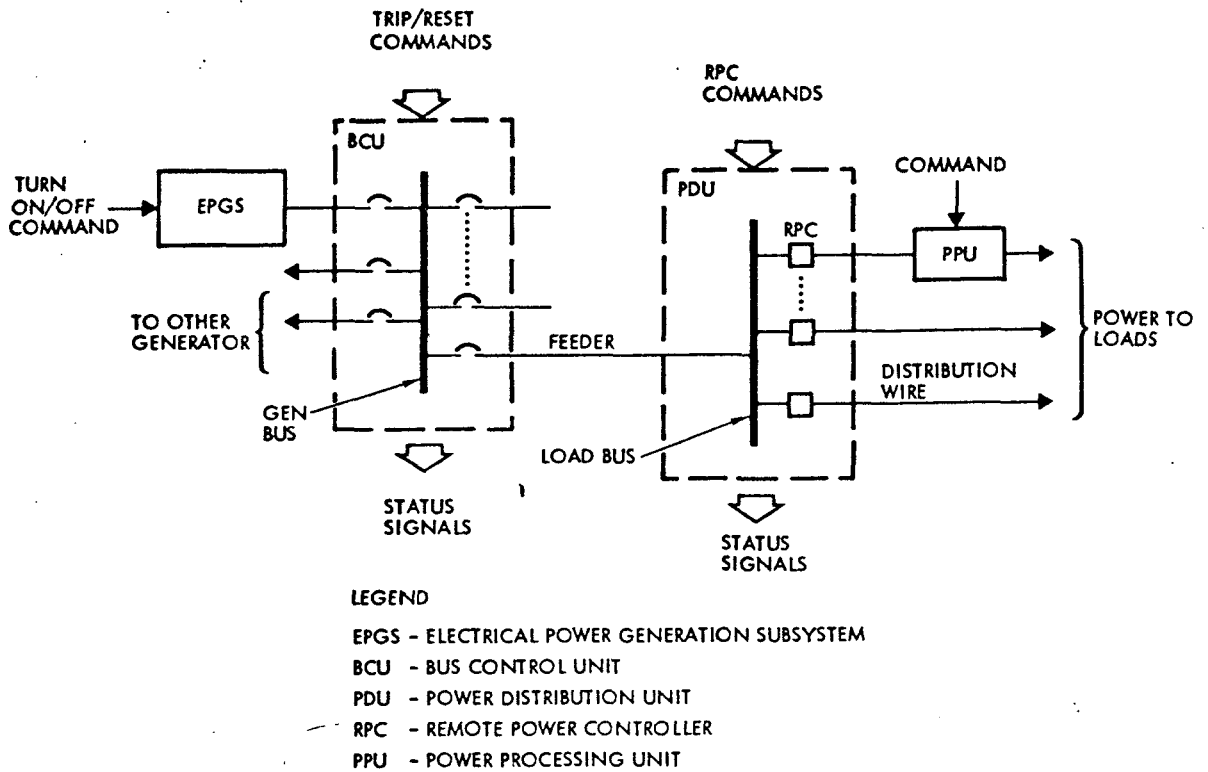 TRIP/RESET
COMMANDS
RPC
COMMANDS
BCU
TURN
ON/OFF
COMMAND
EPGS
PDU
COMMAND
RPC
PPU
TO OTHER
GENERATOR
FEEDER
POWER TO
LOADS
DISTRIBUTION
WIRE
GEN
BUS
LOAD BUS
STATUS
SIGNALS
STATUS
SIGNALS
LEGEND
EPGS - ELECTRICAL POWER GENERATION SUBSYSTEM
BCU - BUS CONTROL UNIT
PDU - POWER DISTRIBUTION UNIT
RPC - REMOTE POWER CONTROLLER
PPU - POWER PROCESSING UNIT